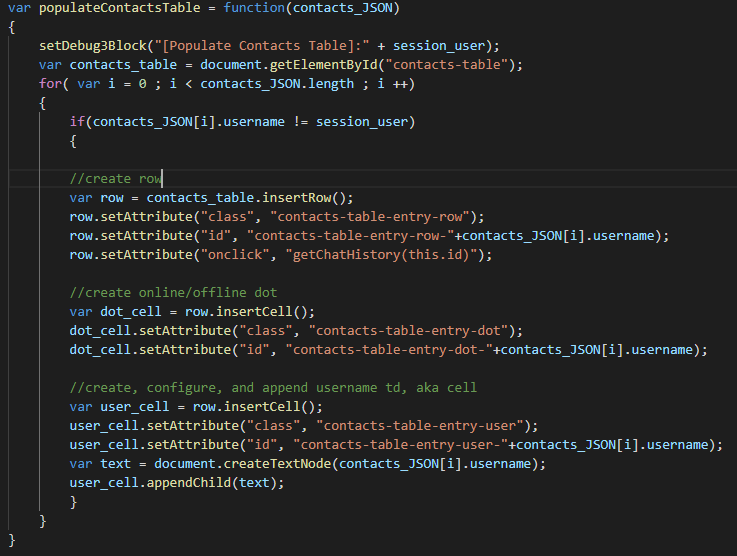 var populateContactsTable = function(contacts_JSON)
{
    setDebug3Block("[Populate Contacts Table]:" + session_user);
    var contacts_table = document.getElementById("contacts-table");
    for( var i = 0 ; i < contacts_JSON.length ; i ++)
    {
        if(contacts_JSON[i].username != session_user)
        {

        //create row
        var row = contacts_table.insertRow();
        row.setAttribute("class", "contacts-table-entry-row");
        row.setAttribute("id", "contacts-table-entry-row-"+contacts_JSON[i].username);
        row.setAttribute("onclick", "getChatHistory(this.id)");

        //create online/offline dot
        var dot_cell = row.insertCell();
        dot_cell.setAttribute("class", "contacts-table-entry-dot");
        dot_cell.setAttribute("id", "contacts-table-entry-dot-"+contacts_JSON[i].username);

        //create, configure, and append username td, aka cell
        var user_cell = row.insertCell();
        user_cell.setAttribute("class", "contacts-table-entry-user");
        user_cell.setAttribute("id", "contacts-table-entry-user-"+contacts_JSON[i].username);
        var text = document.createTextNode(contacts_JSON[i].username);
        user_cell.appendChild(text);
        }
    }
}